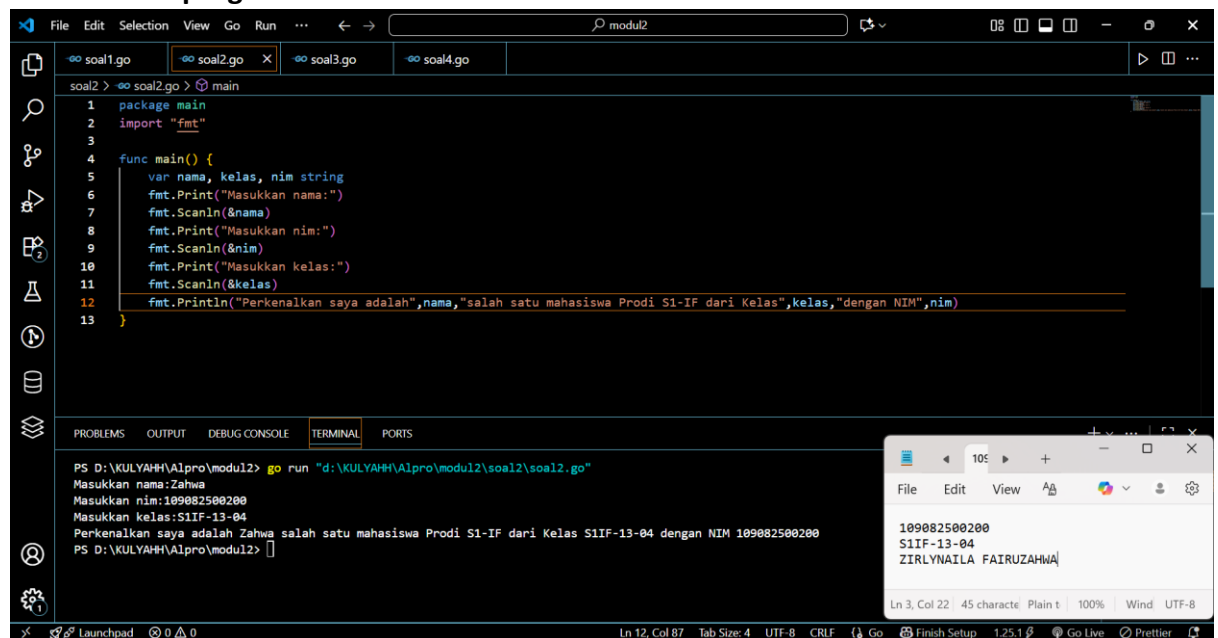 File Edit Selection View Go Run ... modul2
soal1.go soal2.go soal3.go soal4.go
soal2 > soal2.go > main
1 package main
2 import "fmt"
3
4 func main() {
5 var nama, kelas, nim string
6 fmt.Print("Masukkan nama:")
7 fmt.Scanln(&nama)
8 fmt.Print("Masukkan nim:")
9 fmt.Scanln(&nim)
10 fmt.Print("Masukkan kelas:")
11 fmt.Scanln(&kelas)
12 fmt.Println("Perkenalkan saya adalah",nama,"salah satu mahasiswa Prodi S1-IF dari Kelas",kelas,"dengan NIM",nim)
13 }
PROBLEMS OUTPUT DEBUG CONSOLE TERMINAL PORTS
PS D:\KULYAHH\Alpro\modul2> go run "d:\KULYAHH\Alpro\modul2\soal2\soal2.go"
Masukkan nama:Zahwa
Masukkan nim:109082500200
Masukkan kelas:S1IF-13-04
Perkenalkan saya adalah Zahwa salah satu mahasiswa Prodi S1-IF dari Kelas S1IF-13-04 dengan NIM 109082500200
PS D:\KULYAHH\Alpro\modul2>
File Edit View
109082500200
S1IF-13-04
ZIRLYNAILA FAIRUZAHWA
Ln 3, Col 22 45 characte Plain t 100% Wind UTF-8
Launchpad 0 0 Ln 12, Col 87 Tab Size: 4 UTF-8 CRLF Go Finish Setup 1.25.1 Go Live Prettier